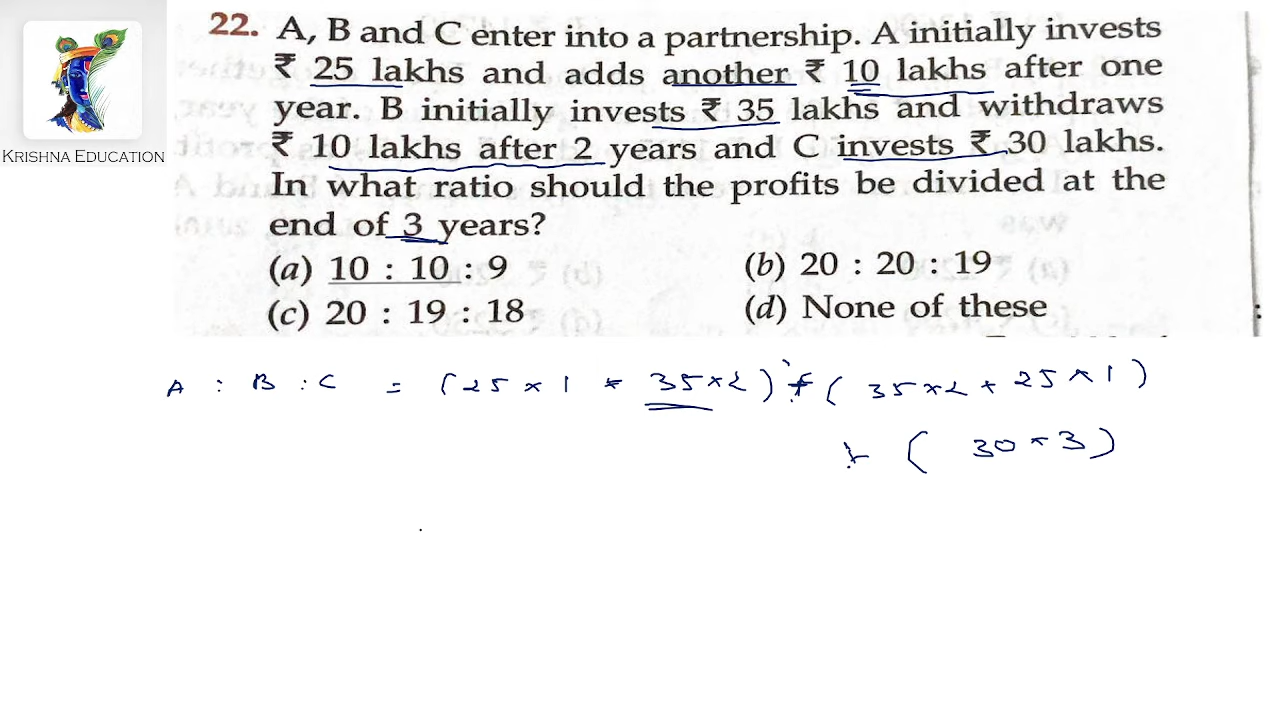 22. A, B and C enter into a partnership. A initially invests
₹ 25 lakhs and adds another ₹ 10 lakhs after one
year. B initially invests ₹ 35 lakhs and withdraws
₹ 10 lakhs after 2 years and C invests ₹ 30 lakhs.
In what ratio should the profits be divided at the
end of 3 years?
(a) 10 : 10 : 9 (b) 20 : 20 : 19
(c) 20 : 19 : 18 (d) None of these
KRISHNA EDUCATION
A : B : C = (25 × 1 + 35 × 2) : (35 × 2 + 25 × 1)
: (30 × 3)